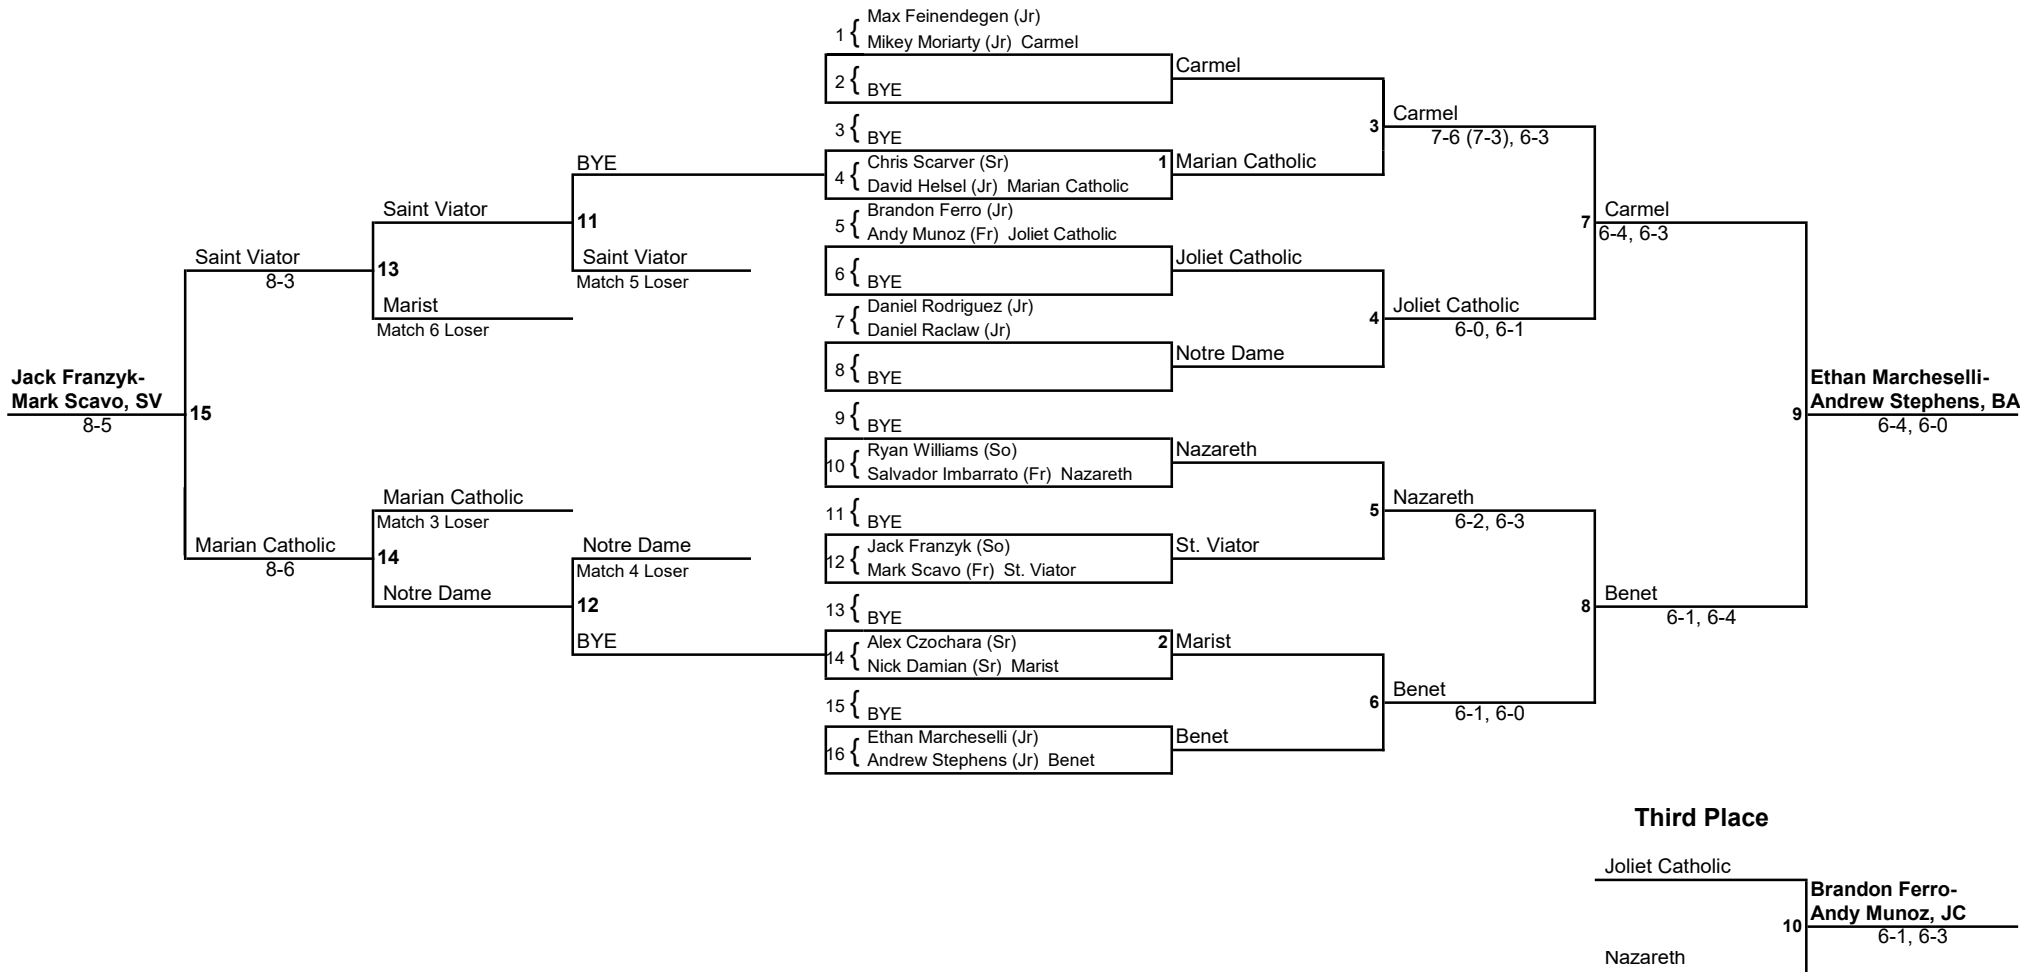 1 { Max Feinendegen (Jr)
Mikey Moriarty (Jr) Carmel
Carmel
2 { BYE
Carmel
7-6 (7-3), 6-3
3 { BYE
3
BYE
4 { Chris Scarver (Sr)
1 Marian Catholic
David Helsel (Jr) Marian Catholic
Saint Viator
11
5 { Brandon Ferro (Jr)
Andy Munoz (Fr) Joliet Catholic
7 Carmel
6-4, 6-3
Saint Viator
8-3
13
Saint Viator
Match 5 Loser
6 { BYE
Joliet Catholic
Marist
Match 6 Loser
7 { Daniel Rodriguez (Jr)
Daniel Raclaw (Jr)
4
Joliet Catholic
6-0, 6-1
8 { BYE
Notre Dame
Jack Franzyk-
Mark Scavo, SV
8-5
15
9 { BYE
9
Ethan Marcheselli-
Andrew Stephens, BA
6-4, 6-0
10 { Ryan Williams (So)
Salvador Imbarrato (Fr) Nazareth
Nazareth
Marian Catholic
Match 3 Loser
11 { BYE
5
Nazareth
6-2, 6-3
Marian Catholic
8-6
14
Notre Dame
Match 4 Loser
12 { Jack Franzyk (So)
Mark Scavo (Fr) St. Viator
St. Viator
Notre Dame
12
13 { BYE
8
Benet
6-1, 6-4
BYE
14 { Alex Czochara (Sr)
Nick Damian (Sr) Marist
2 Marist
15 { BYE
6
Benet
6-1, 6-0
16 { Ethan Marcheselli (Jr)
Andrew Stephens (Jr) Benet
Benet
Third Place
Joliet Catholic
10
Brandon Ferro-
Andy Munoz, JC
6-1, 6-3
Nazareth